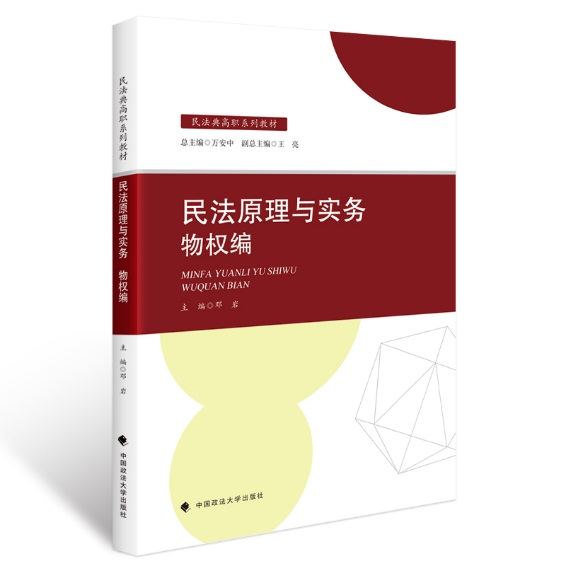 民法典高职系列教材
民法原理与实务 物权编
主 编◎邓 岩
中国政法大学出版社
民法典高职系列教材
总主编◎万安中 副总主编◎王 亮
民法原理与实务
物权编
MINFA YUANLI YU SHIWU
WUQUAN BIAN
主 编◎邓 岩
中国政法大学出版社